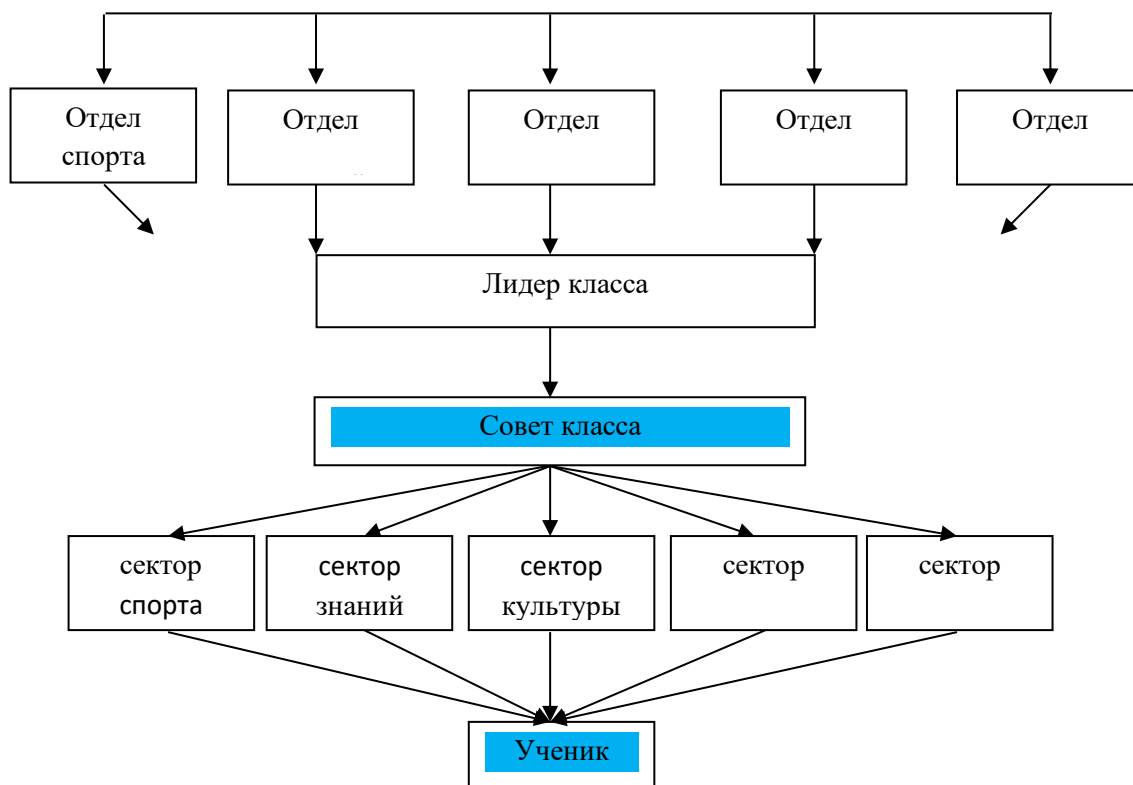 Отдел
спорта
Отдел
Отдел
Отдел
Отдел
Лидер класса
Совет класса
сектор
спорта
сектор
знаний
сектор
культуры
сектор
сектор
Ученик